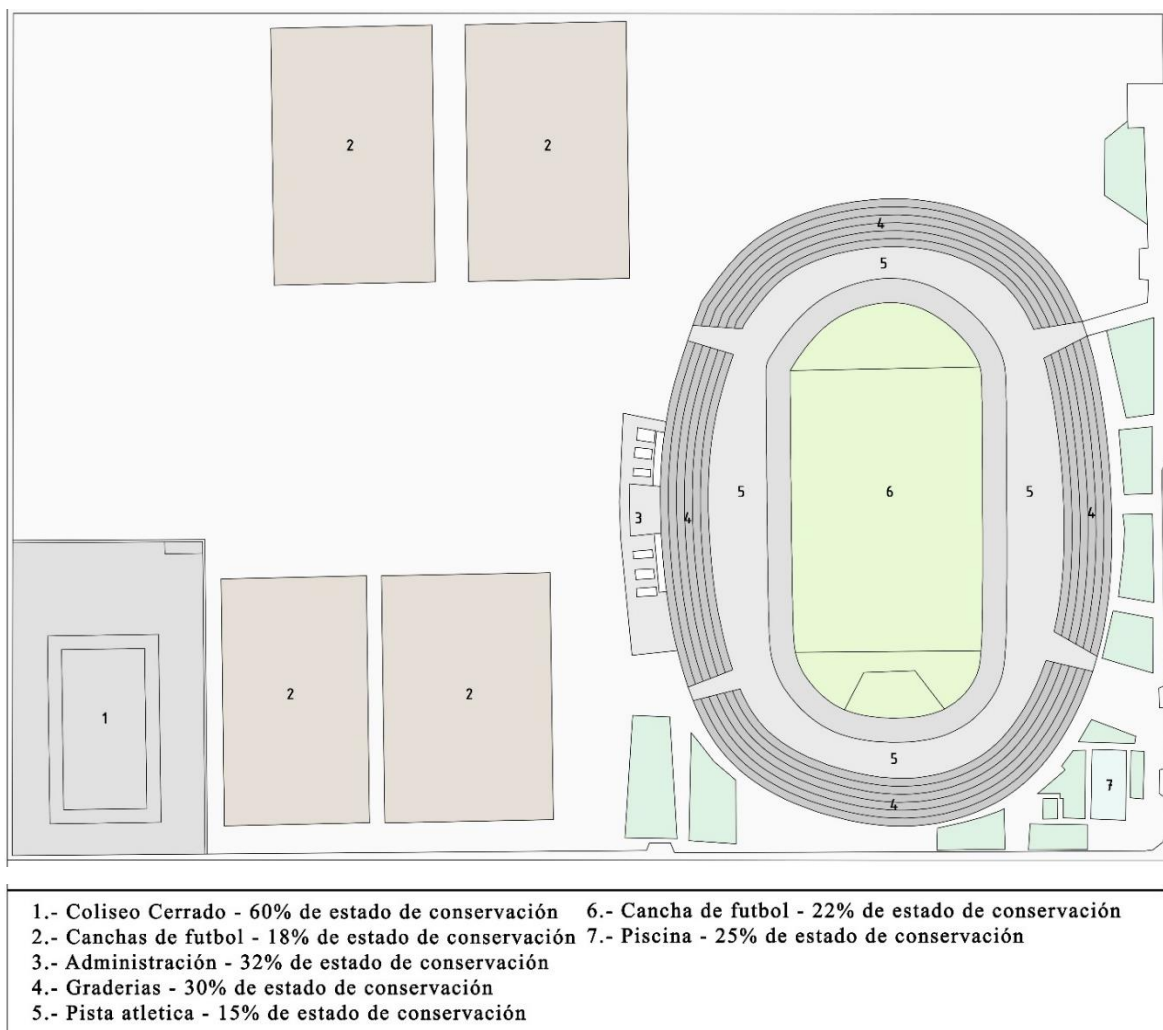 2
2
4
5
5
6
5
3
4
4
2
2
1
5
7
4
1.- Coliseo Cerrado - 60% de estado de conservación
2.- Canchas de futbol - 18% de estado de conservación
3.- Administración - 32% de estado de conservación
4.- Graderias - 30% de estado de conservación
5.- Pista atletica - 15% de estado de conservación
6.- Cancha de futbol - 22% de estado de conservación
7.- Piscina - 25% de estado de conservación